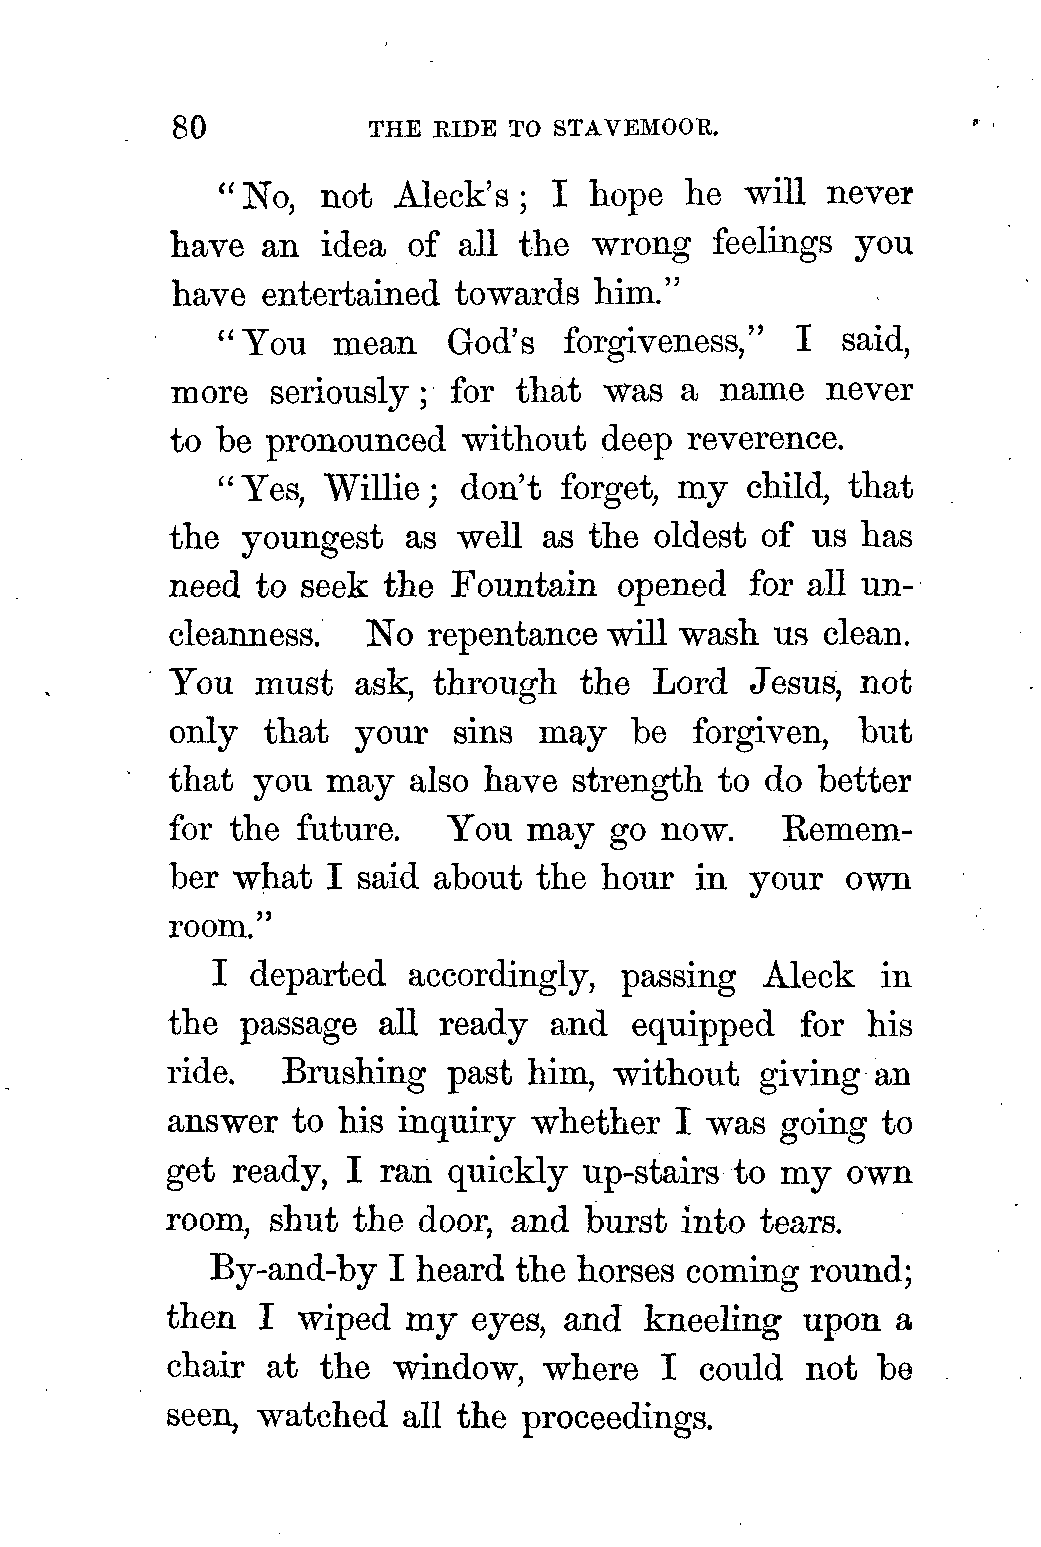 80 THE RIDE TO STAVEMOOR.
“No, not Aleck’s; I hope he will never
have an idea of all the wrong feelings you
have entertained towards him.”
“You mean God’s forgiveness,” I said,
more seriously; for that was a name never
to be pronounced without deep reverence.
“Yes, Willie; don’t forget, my child, that
the youngest as well as the oldest of us has
need to seek the Fountain opened for all un-
cleanness. No repentance will wash us clean.
You must ask, through the Lord Jesus, not
only that your sins may be forgiven, but
that you may also have strength to do better
for the future. You may go now. Remem-
ber what I said about the hour in your own
room.”
I departed accordingly, passing Aleck in
the passage all ready and equipped for his
ride. Brushing past him, without giving an
answer to his inquiry whether I was going to
get ready, I ran quickly up-stairs to my own
room, shut the door, and burst into tears.
By-and-by I heard the horses coming round;
then I wiped my eyes, and kneeling upon a
chair at the window, where I could not be
seen, watched all the proceedings.